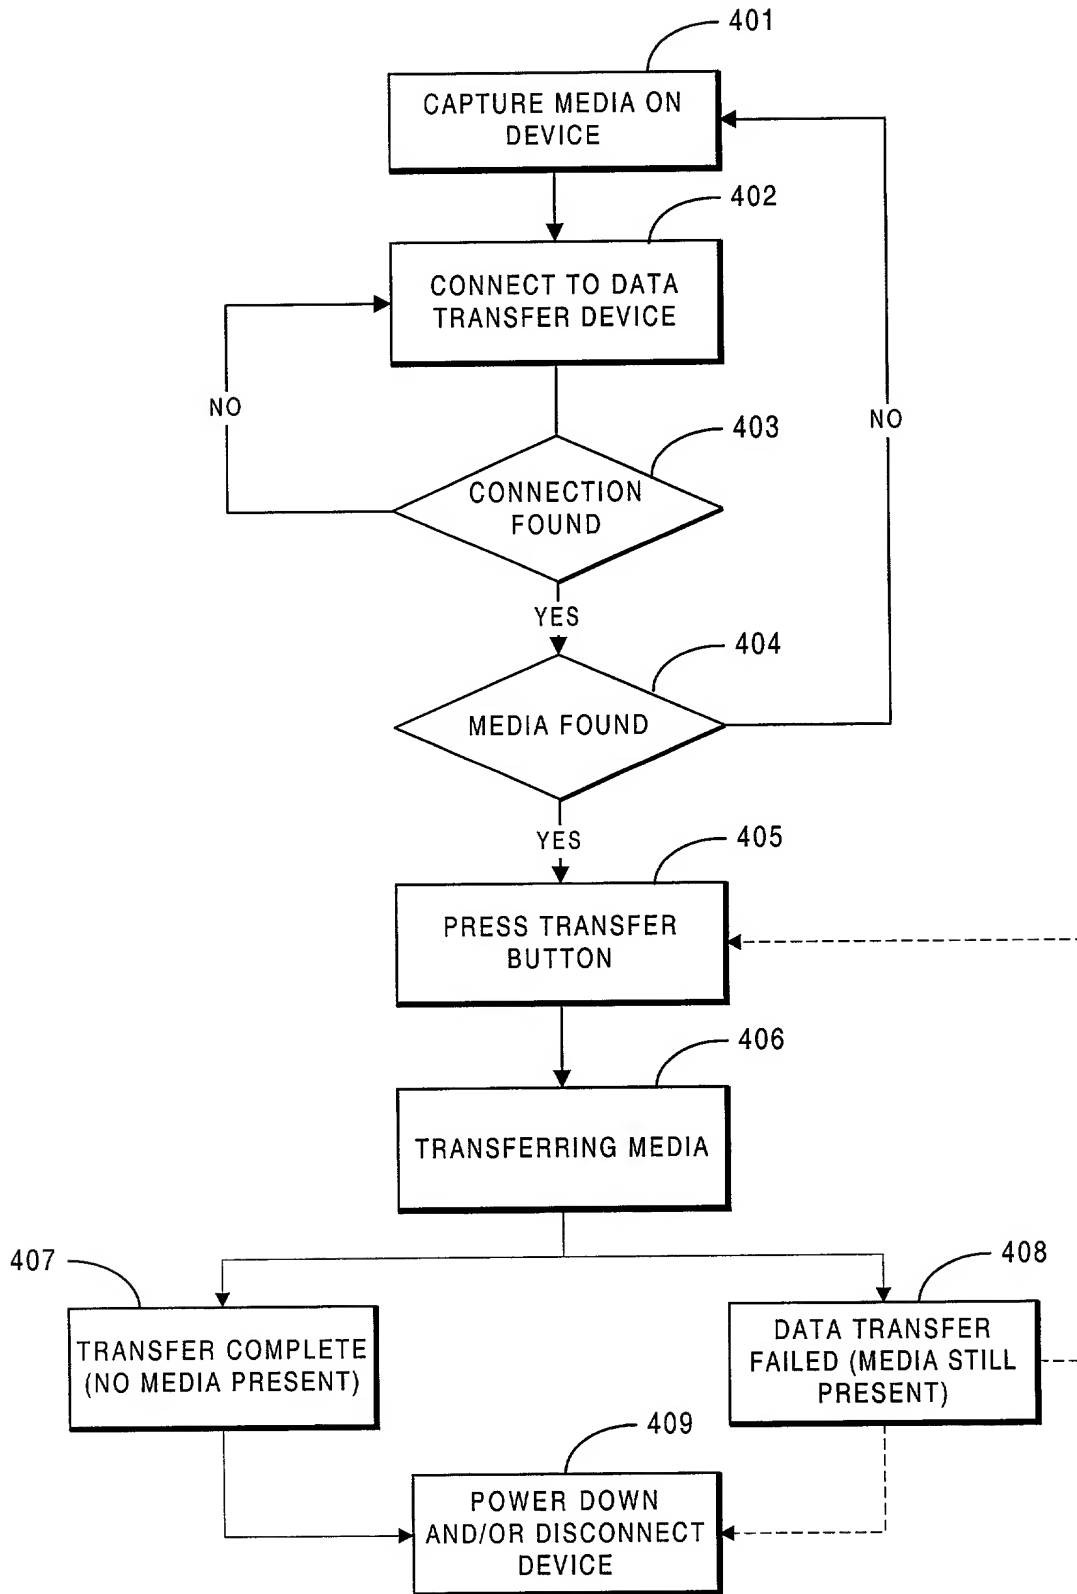 401
CAPTURE MEDIA ON
DEVICE
402
CONNECT TO DATA
TRANSFER DEVICE
NO
NO
403
CONNECTION
FOUND
YES
404
MEDIA FOUND
YES
405
PRESS TRANSFER
BUTTON
406
TRANSFERRING MEDIA
407
408
TRANSFER COMPLETE
(NO MEDIA PRESENT)
DATA TRANSFER
FAILED (MEDIA STILL
PRESENT)
409
POWER DOWN
AND/OR DISCONNECT
DEVICE